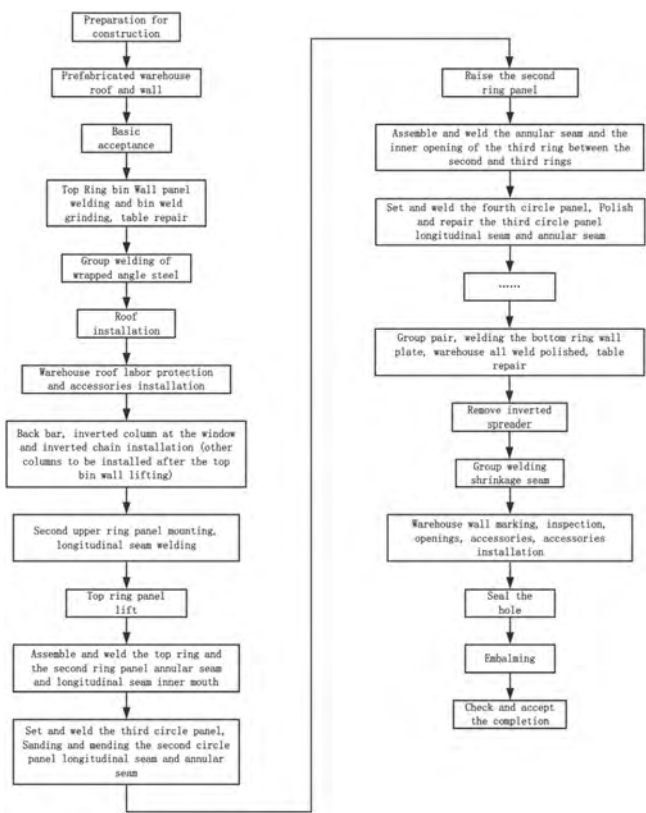 Preparation for
construction
Prefabricated warehouse
roof and wall
Basic
acceptance
Top Ring bin Wall panel
welding and bin weld
grinding, table repair
Group welding of
wrapped angle steel
Roof
installation
Warehouse roof labor protection
and accessories installation
Back bar, inverted column at the window
and inverted chain installation (other
columns to be installed after the top
bin wall lifting)
Second upper ring panel mounting,
longitudinal seam welding
Top ring panel
lift
Assemble and weld the top ring and
the second ring panel annular seam
and longitudinal seam inner mouth
Set and weld the third circle panel,
Sanding and mending the second circle
panel longitudinal seam and annular
seam
Raise the second
ring panel
Assemble and weld the annular seam and the
inner opening of the third ring between the
second and third rings
Set and weld the fourth circle panel, Polish
and repair the third circle panel
longitudinal seam and annular seam
......
Group pair, welding the bottom ring wall
plate, warehouse all weld polished, table
repair
Remove inverted
spreader
Group welding
shrinkage seam
Warehouse wall marking, inspection,
openings, accessories, accessories
installation
Seal the
hole
Embalming
Check and accept
the completion